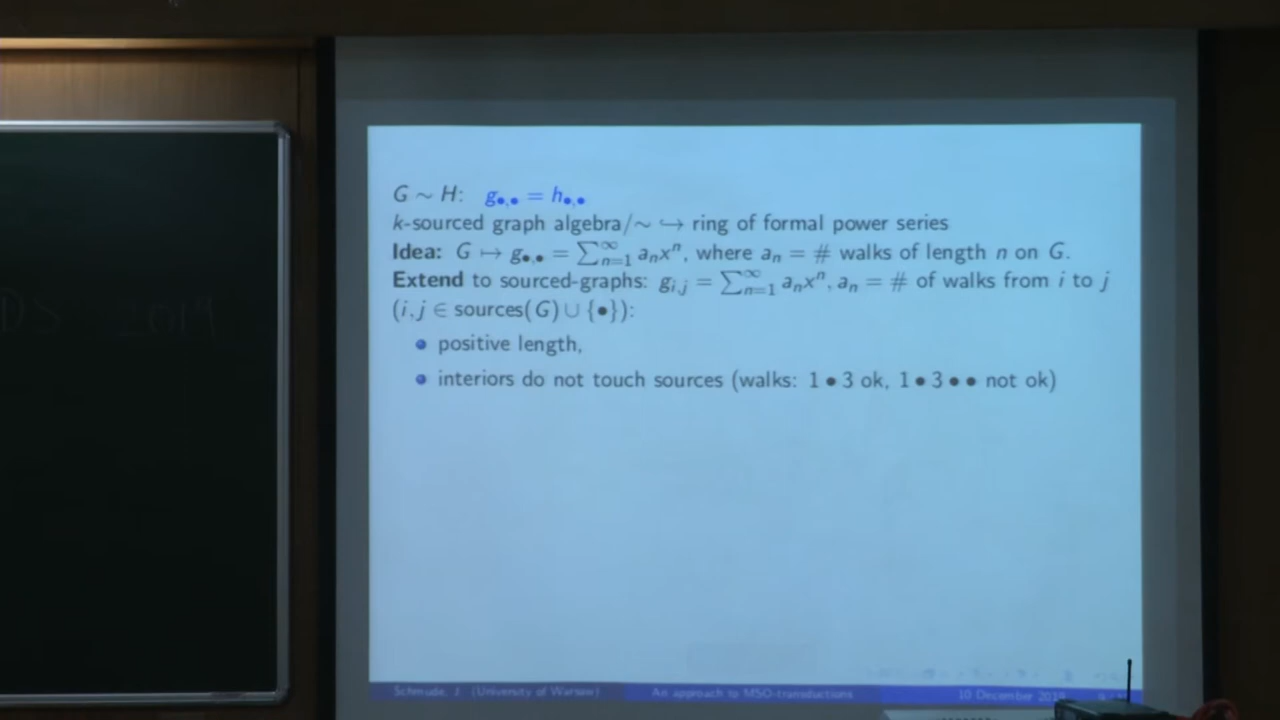 G ~ H: g•,• = h•,•
k-sourced graph algebra/~ ↪ ring of formal power series
Idea: G ↦ g•,• = ∑_{n=1}^{∞} aₙxⁿ, where aₙ = # walks of length n on G.
Extend to sourced-graphs: g_{i,j} = ∑_{n=1}^{∞} aₙxⁿ, aₙ = # of walks from i to j
(i, j ∈ sources(G) ∪ {•}):
• positive length,
• interiors do not touch sources (walks: 1 • 3 ok, 1 • 3 • • not ok)
Schmude, J. (University of Warsaw)
An approach to MSO-transductions
10 December